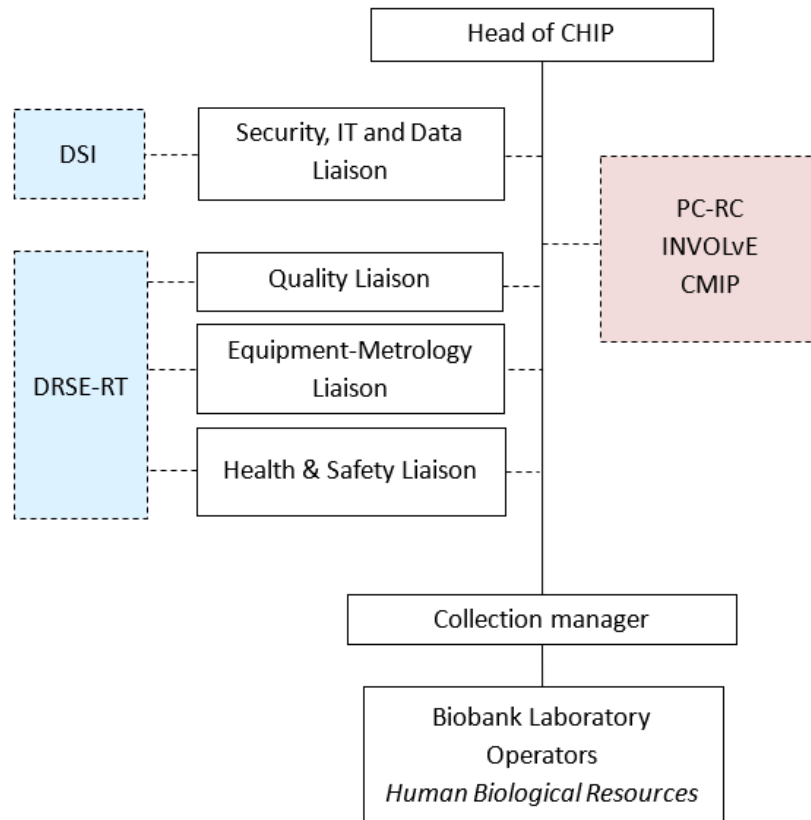 Head of CHIP
DSI
Security, IT and Data
Liaison
PC-RC
INVOLvE
CMIP
DRSE-RT
Quality Liaison
Equipment-Metrology
Liaison
Health & Safety Liaison
Collection manager
Biobank Laboratory
Operators
Human Biological Resources